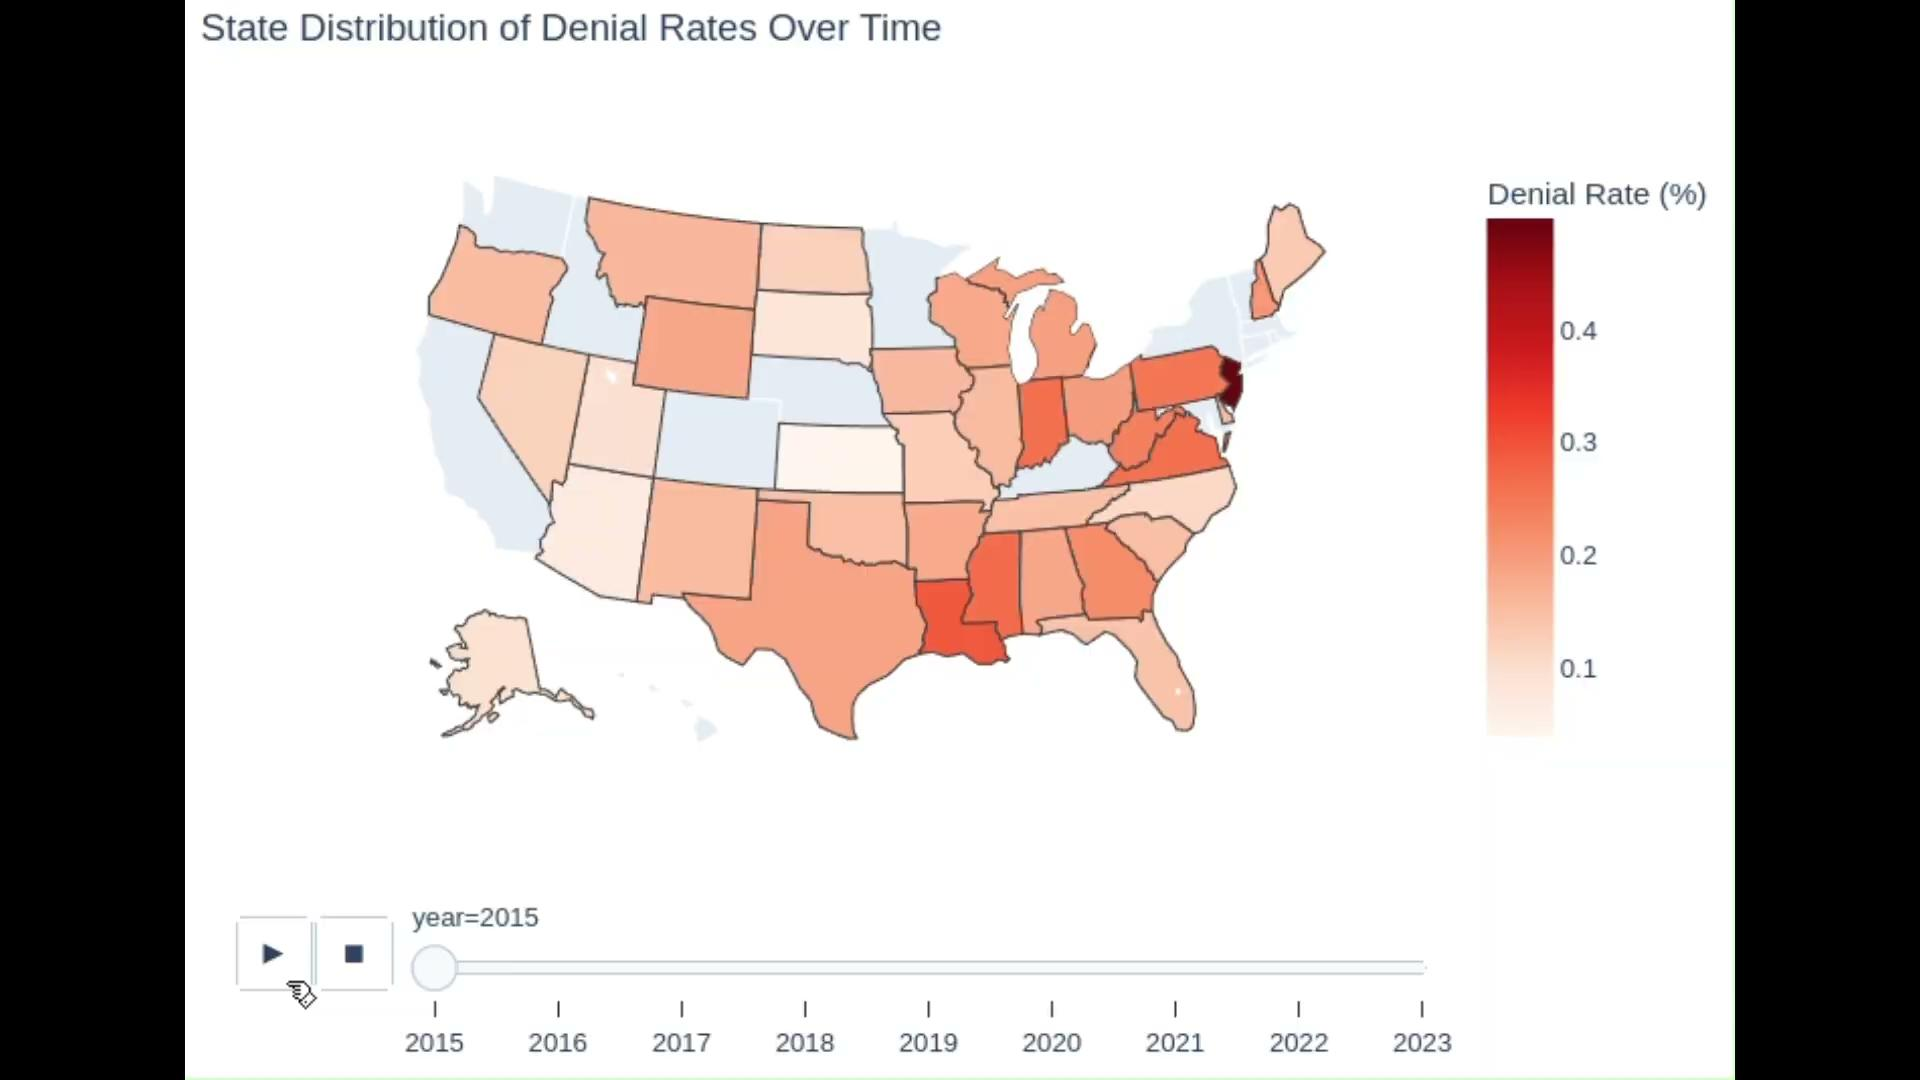 State Distribution of Denial Rates Over Time
Denial Rate (%)
0.4
0.3
0.2
0.1
year=2015
2015 2016 2017 2018 2019 2020 2021 2022 2023